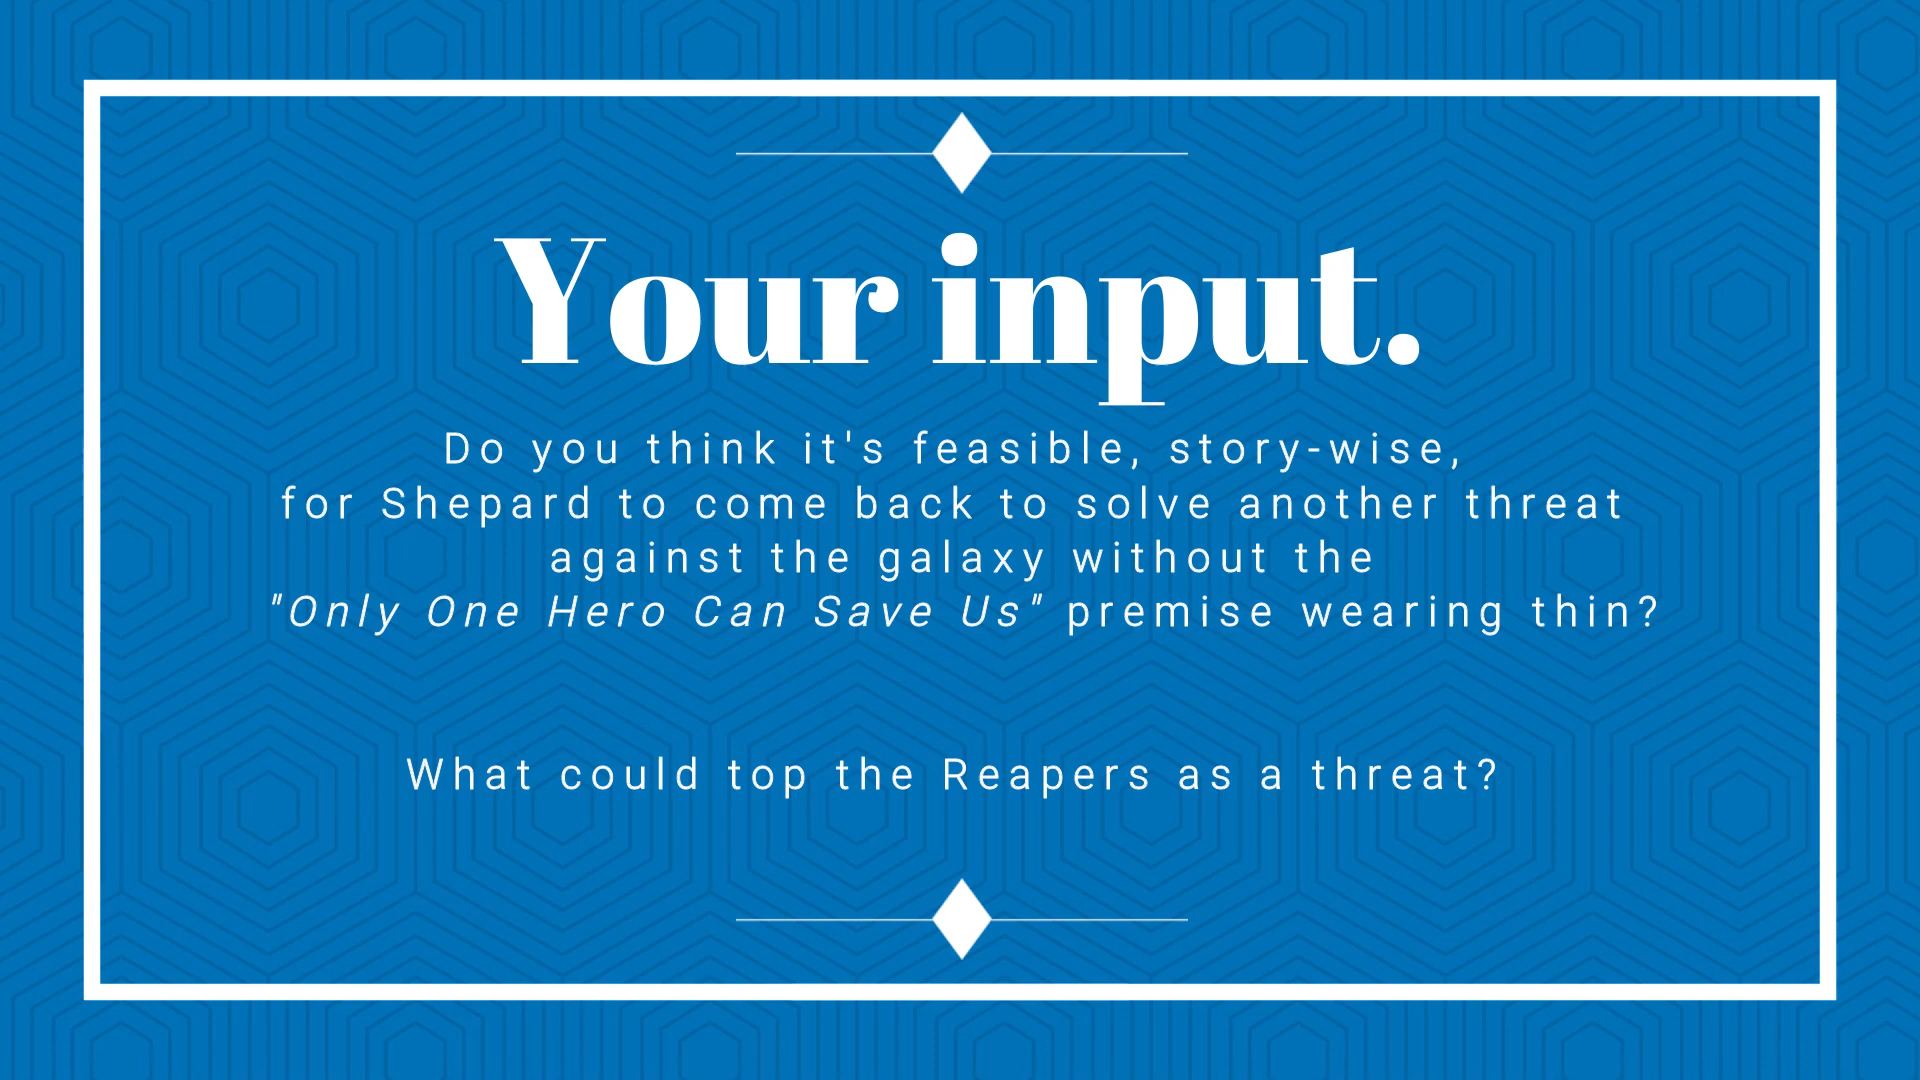 Your input.
Do you think it's feasible, story-wise,
for Shepard to come back to solve another threat
against the galaxy without the
"Only One Hero Can Save Us" premise wearing thin?
What could top the Reapers as a threat?